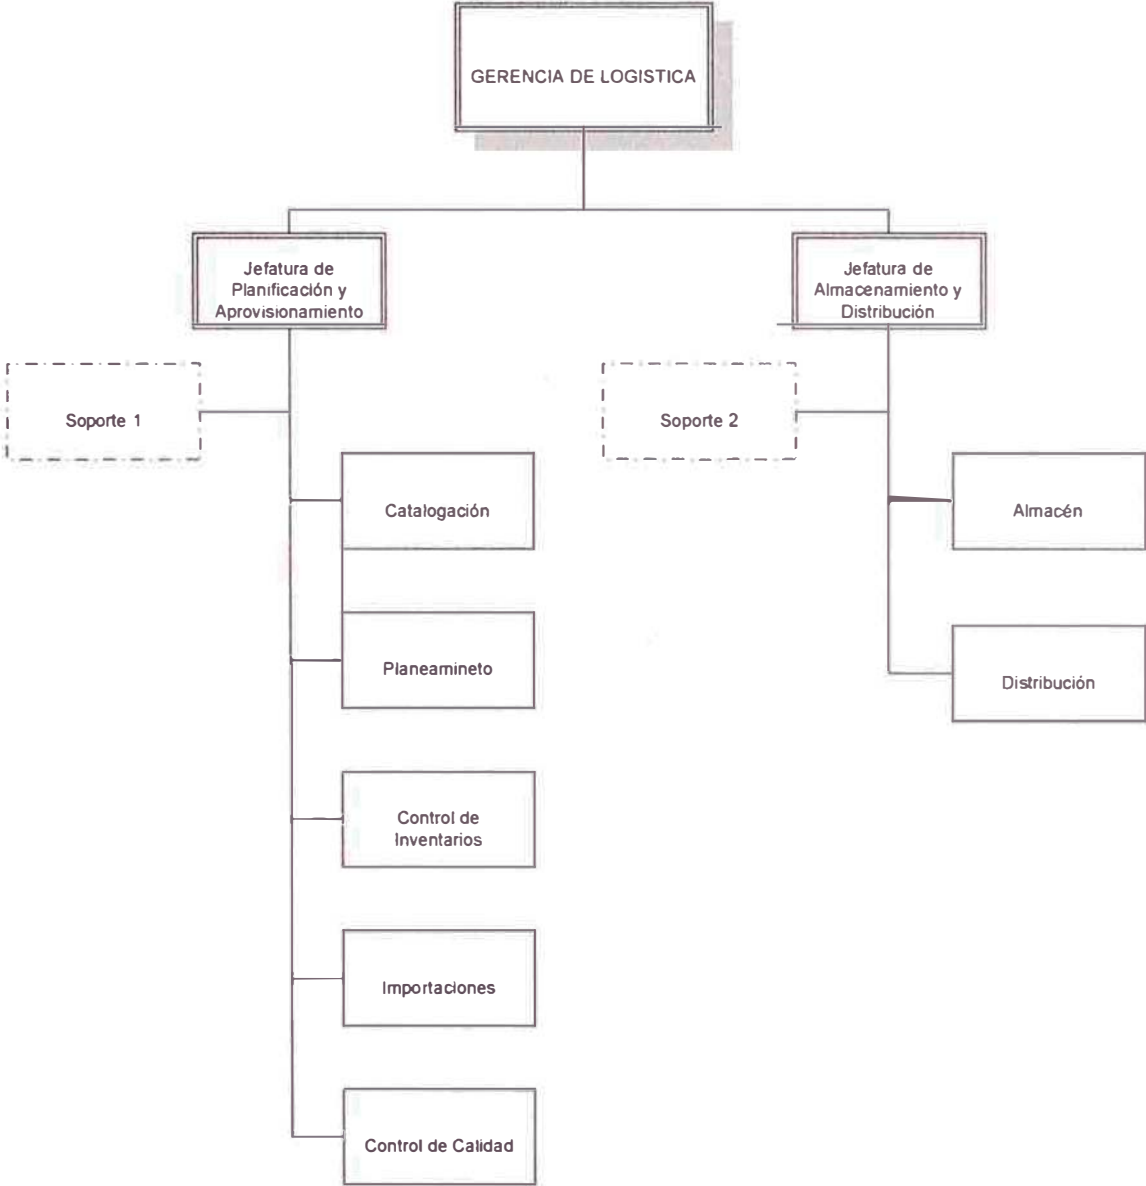 GERENCIA DE LOGISTICA
Jefatura de
Planificación y
Aprovisionamiento
Jefatura de
Almacenamiento y
Distribución
Soporte 1
Soporte 2
Catalogación
Almacén
Planeamineto
Distribución
Control de
Inventarios
Importaciones
Control de Calidad